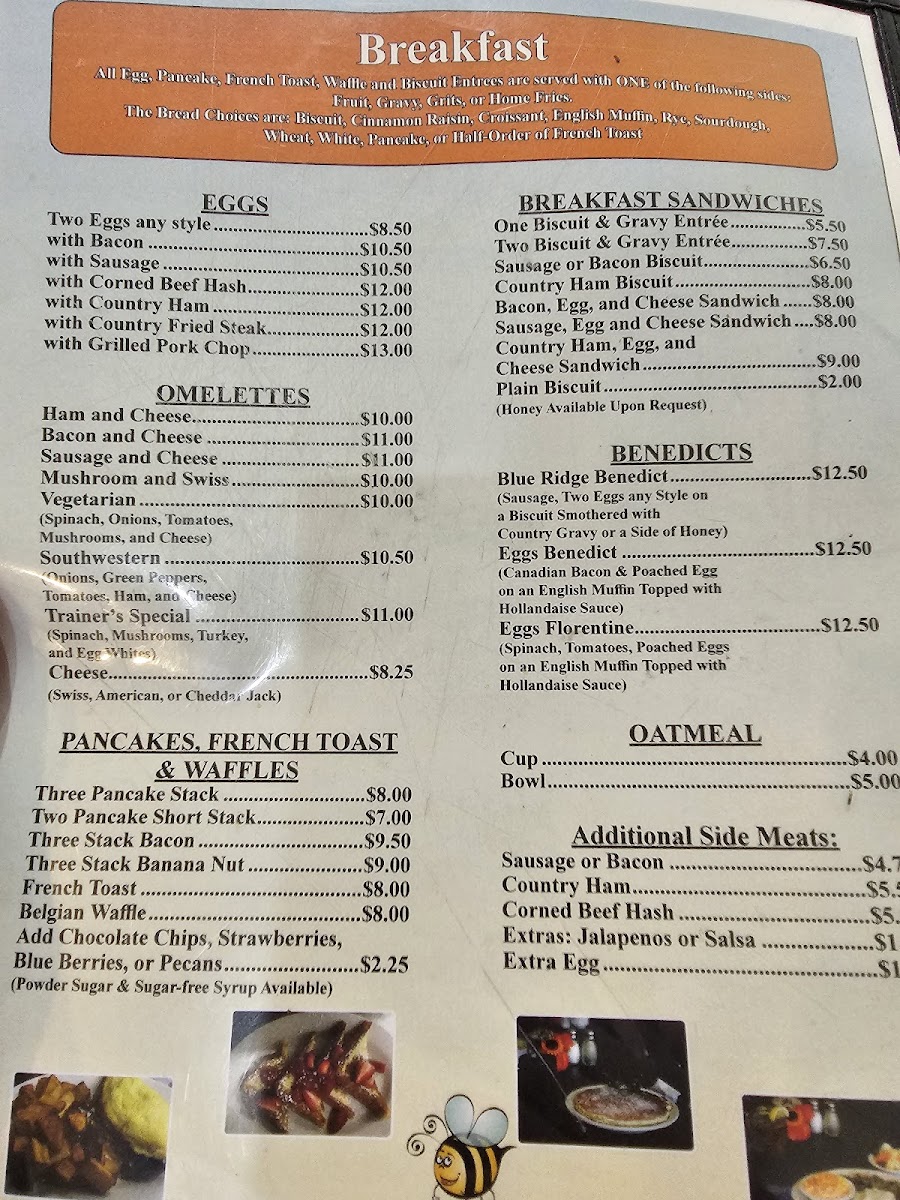 Breakfast
All Egg, Pancake, French Toast, Waffle and Biscuit Entrees are served with ONE of the following sides:
Fruit, Gravy, Grits, or Home Fries.
The Bread Choices are: Biscuit, Cinnamon Raisin, Croissant, English Muffin, Rye, Sourdough,
Wheat, White, Pancake, or Half-Order of French Toast
EGGS
Two Eggs any style..............................$8.50
with Bacon ..............................$10.50
with Sausage ..............................$10.50
with Corned Beef Hash......................$12.00
with Country Ham ..............................$12.00
with Country Fried Steak..................$12.00
with Grilled Pork Chop.....................$13.00
OMELETTES
Ham and Cheese..............................$10.00
Bacon and Cheese ..............................$11.00
Sausage and Cheese ..........................$11.00
Mushroom and Swiss........................$10.00
Vegetarian ..............................$10.00
(Spinach, Onions, Tomatoes,
Mushrooms, and Cheese)
Southwestern ..............................$10.50
(Onions, Green Peppers,
Tomatoes, Ham, and Cheese)
Trainer's Special ..............................$11.00
(Spinach, Mushrooms, Turkey,
and Egg Whites)
Cheese..............................$8.25
(Swiss, American, or Cheddar Jack)
PANCAKES, FRENCH TOAST
& WAFFLES
Three Pancake Stack ..........................$8.00
Two Pancake Short Stack....................$7.00
Three Stack Bacon ..............................$9.50
Three Stack Banana Nut ....................$9.00
French Toast ..............................$8.00
Belgian Waffle..............................$8.00
Add Chocolate Chips, Strawberries,
Blue Berries, or Pecans.........................$2.25
(Powder Sugar & Sugar-free Syrup Available)
BREAKFAST SANDWICHES
One Biscuit & Gravy Entrée...............$5.50
Two Biscuit & Gravy Entrée...............$7.50
Sausage or Bacon Biscuit.....................$6.50
Country Ham Biscuit...........................$8.00
Bacon, Egg, and Cheese Sandwich ......$8.00
Sausage, Egg and Cheese Sandwich ....$8.00
Country Ham, Egg, and
Cheese Sandwich ..............................$9.00
Plain Biscuit..............................$2.00
(Honey Available Upon Request)
BENEDICTS
Blue Ridge Benedict.............................$12.50
(Sausage, Two Eggs any Style on
a Biscuit Smothered with
Country Gravy or a Side of Honey)
Eggs Benedict ..............................$12.50
(Canadian Bacon & Poached Egg
on an English Muffin Topped with
Hollandaise Sauce)
Eggs Florentine..............................$12.50
(Spinach, Tomatoes, Poached Eggs
on an English Muffin Topped with
Hollandaise Sauce)
OATMEAL
Cup ..............................$4.00
Bowl..............................$5.00
Additional Side Meats:
Sausage or Bacon ..............................$4.7
Country Ham..............................$5.5
Corned Beef Hash ..............................$5.
Extras: Jalapenos or Salsa ..................$1
Extra Egg ..............................$1